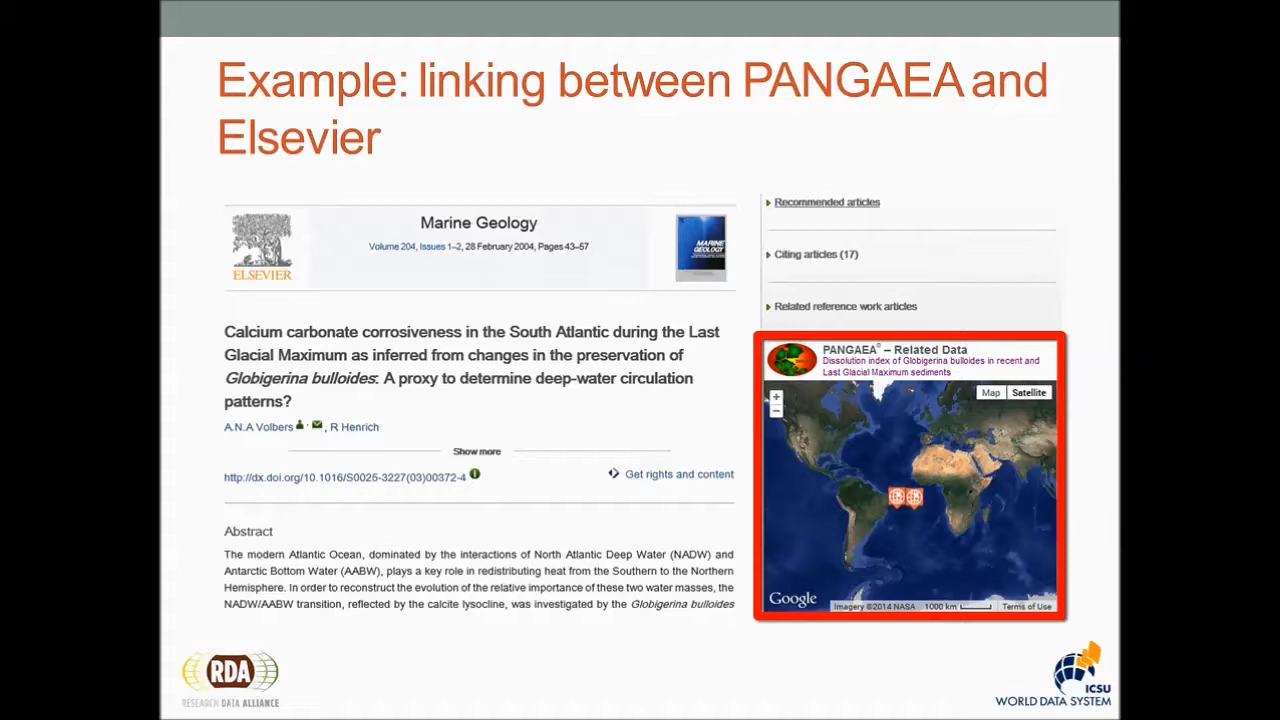 Example: linking between PANGAEA and
Elsevier
ELSEVIER
Marine Geology
Volume 204, Issues 1–2, 28 February 2004, Pages 43–57
MARINE
GEOLOGY
Calcium carbonate corrosiveness in the South Atlantic during the Last
Glacial Maximum as inferred from changes in the preservation of
Globigerina bulloides: A proxy to determine deep-water circulation
patterns?
A.N.A Volbers , R Henrich
Show more
http://dx.doi.org/10.1016/S0025-3227(03)00372-4
Get rights and content
Abstract
The modern Atlantic Ocean, dominated by the interactions of North Atlantic Deep Water (NADW) and
Antarctic Bottom Water (AABW), plays a key role in redistributing heat from the Southern to the Northern
Hemisphere. In order to reconstruct the evolution of the relative importance of these two water masses, the
NADW/AABW transition, reflected by the calcite lysocline, was investigated by the Globigerina bulloides
Recommended articles
Citing articles (17)
Related reference work articles
PANGAEA® – Related Data
Dissolution index of Globigerina bulloides in recent and
Last Glacial Maximum sediments
+
−
Map Satellite
Google
Imagery ©2014 NASA 1000 km Terms of Use
RDA
RESEARCH DATA ALLIANCE
ICSU
WORLD DATA SYSTEM